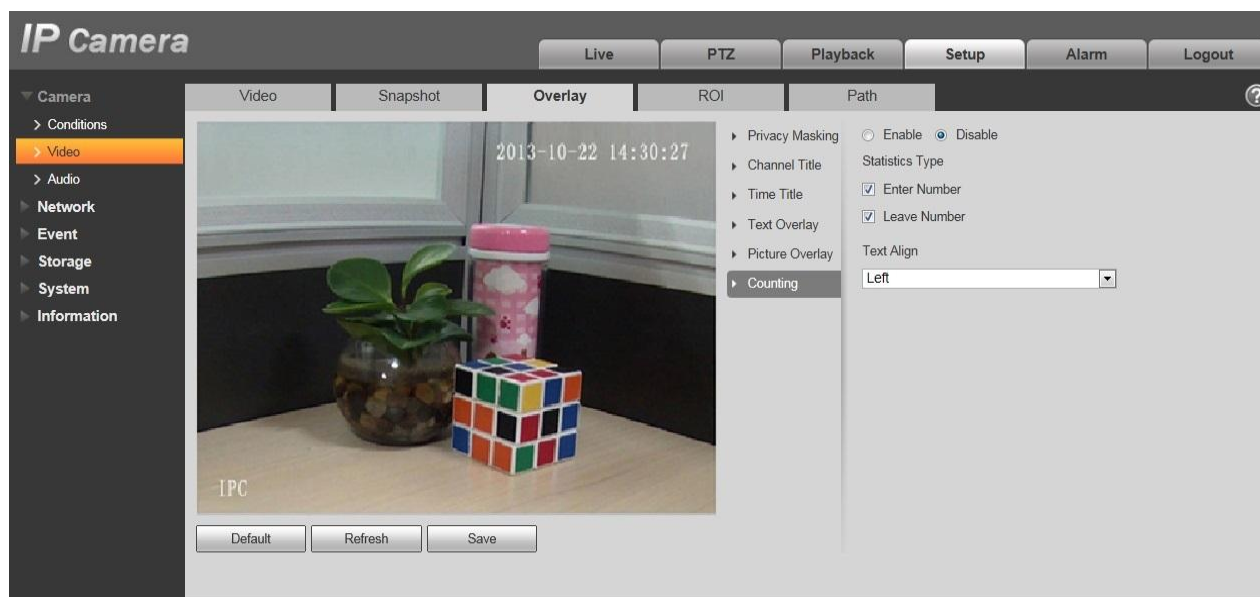 IP Camera
Live PTZ Playback Setup Alarm Logout
Camera
Conditions
Video
Audio
Network
Event
Storage
System
Information
Video Snapshot Overlay ROI Path
?
2013-10-22 14:30:27
IPC
Privacy Masking
Channel Title
Time Title
Text Overlay
Picture Overlay
Counting
Enable Disable
Statistics Type
Enter Number
Leave Number
Text Align
Left
Default Refresh Save